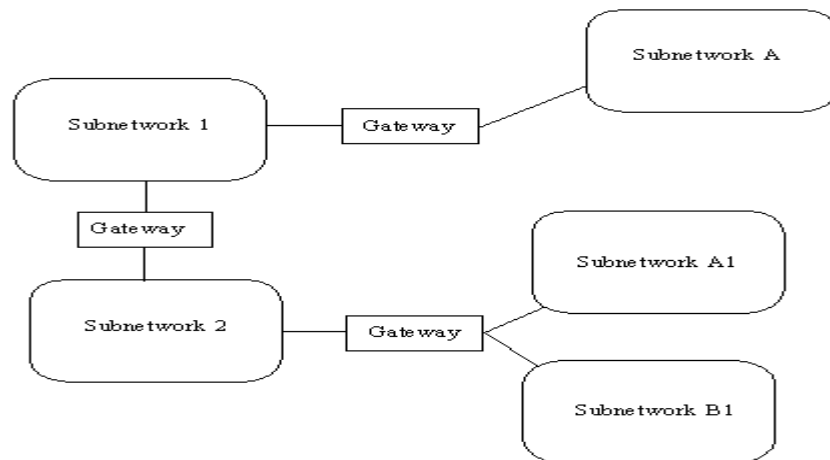 Subnetwork A
Subnetwork 1
Gateway
Gateway
Subnetwork A1
Subnetwork 2
Gateway
Subnetwork B1